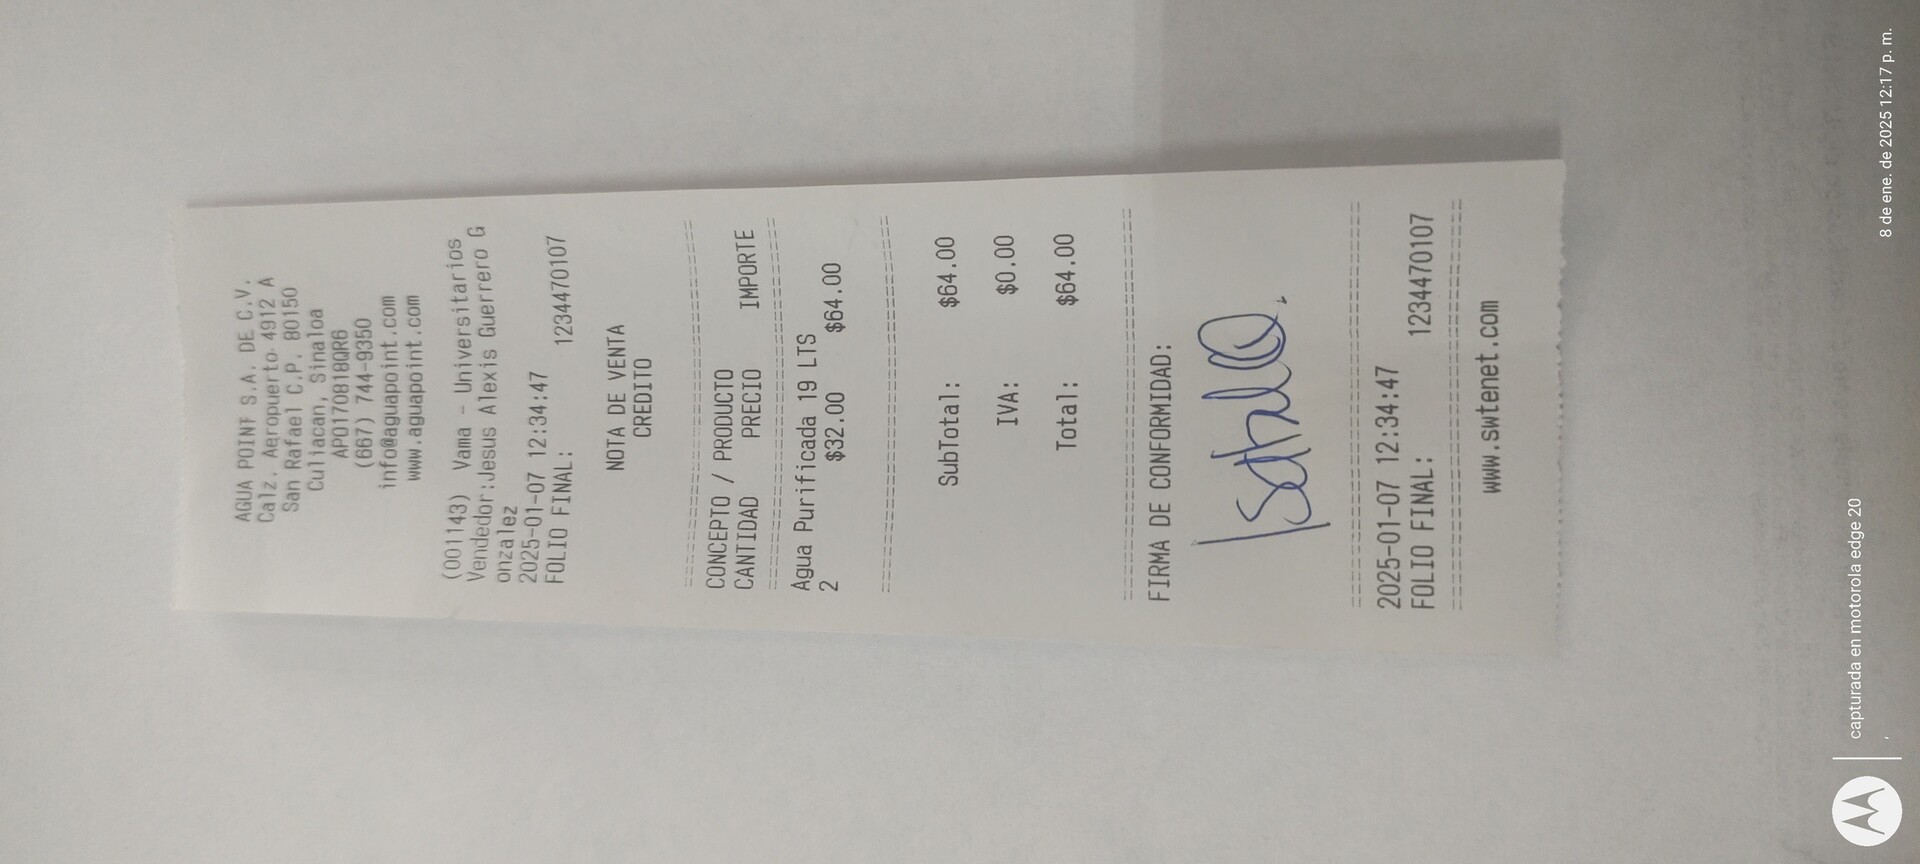 AGUA POINF S.A. DE C.V.
Calz. Aeropuerto 4912 A
San Rafael C.P. 80150
Culiacan, Sinaloa
APO170818QR6
(667) 744-9350
info@aguapoint.com
www.aguapoint.com
(001143) Vama - Universitarios
Vendedor:Jesus Alexis Guerrero G
onzalez
2025-01-07 12:34:47
FOLIO FINAL: 1234470107
NOTA DE VENTA
CREDITO
CONCEPTO / PRODUCTO
CANTIDAD PRECIO IMPORTE
Agua Purificada 19 LTS
2 $32.00 $64.00
SubTotal: $64.00
IVA: $0.00
Total: $64.00
FIRMA DE CONFORMIDAD:
2025-01-07 12:34:47
FOLIO FINAL: 1234470107
www.swtenet.com
capturada en motorola edge 20
8 de ene. de 2025 12:17 p. m.